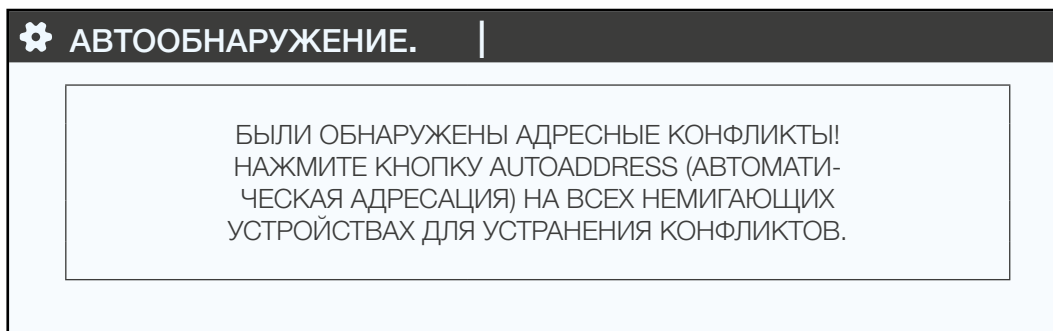 АВТООБНАРУЖЕНИЕ.
БЫЛИ ОБНАРУЖЕНЫ АДРЕСНЫЕ КОНФЛИКТЫ!
НАЖМИТЕ КНОПКУ AUTOADDRESS (АВТОМАТИ-
ЧЕСКАЯ АДРЕСАЦИЯ) НА ВСЕХ НЕМИГАЮЩИХ
УСТРОЙСТВАХ ДЛЯ УСТРАНЕНИЯ КОНФЛИКТОВ.